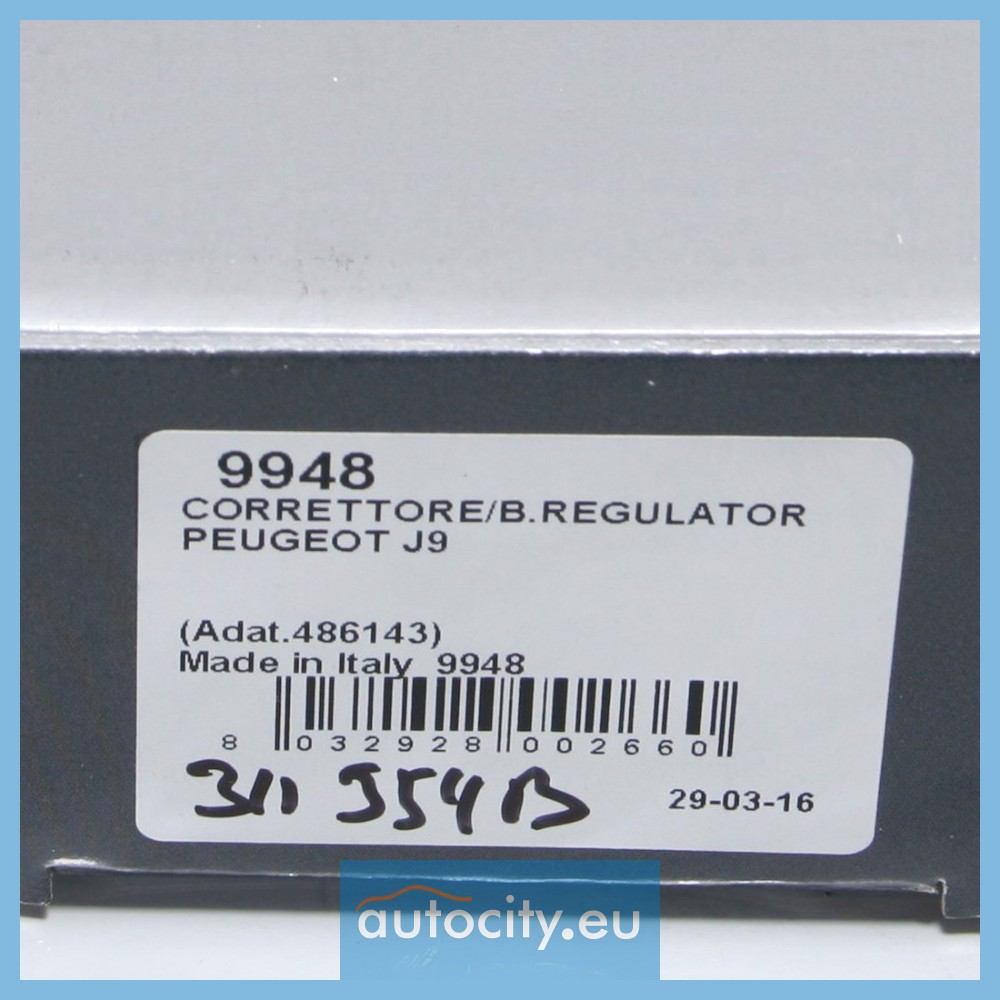 9948
CORRETTORE/B.REGULATOR
PEUGEOT J9
(Adat.486143)
Made in Italy 9948
8 032928 002660
29-03-16
autocity.eu